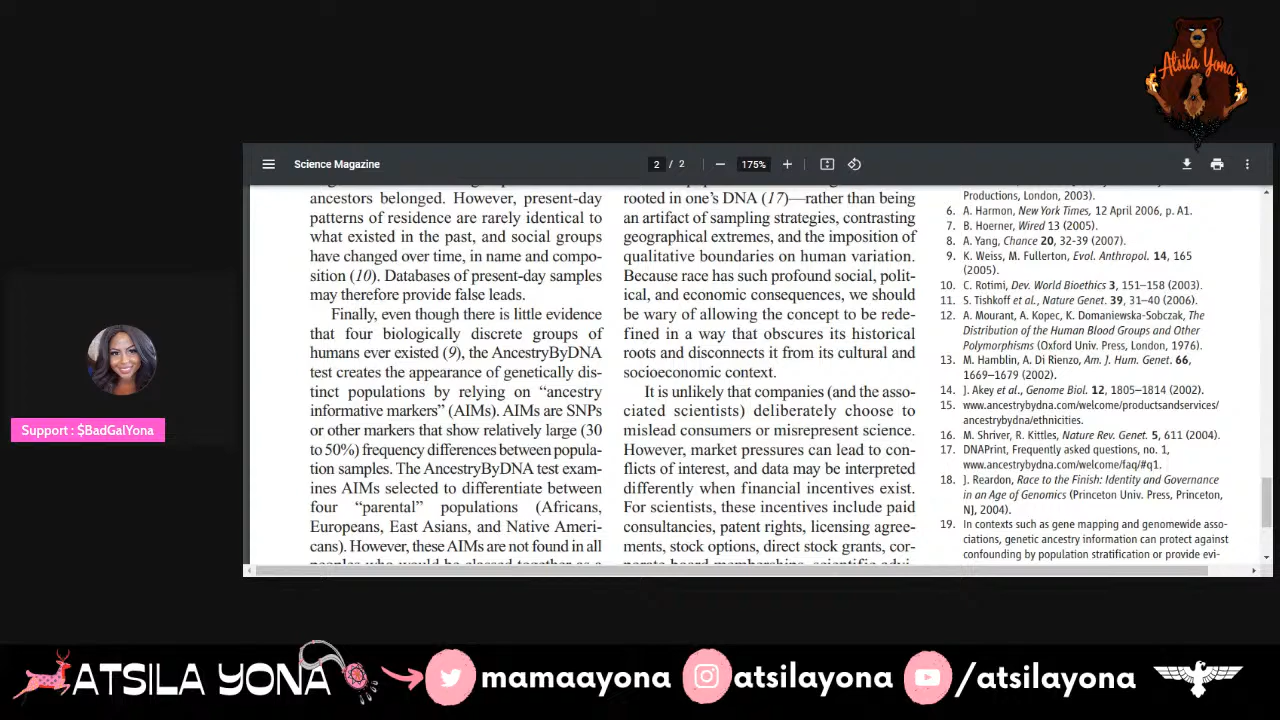 Atsila Yona
Science Magazine
2 / 2
175%
ancestors belonged. However, present-day
patterns of residence are rarely identical to
what existed in the past, and social groups
have changed over time, in name and compo-
sition (10). Databases of present-day samples
may therefore provide false leads.
Finally, even though there is little evidence
that four biologically discrete groups of
humans ever existed (9), the AncestryByDNA
test creates the appearance of genetically dis-
tinct populations by relying on “ancestry
informative markers” (AIMs). AIMs are SNPs
or other markers that show relatively large (30
to 50%) frequency differences between popula-
tion samples. The AncestryByDNA test exam-
ines AIMs selected to differentiate between
four “parental” populations (Africans,
Europeans, East Asians, and Native Ameri-
cans). However, these AIMs are not found in all
rooted in one’s DNA (17)—rather than being
an artifact of sampling strategies, contrasting
geographical extremes, and the imposition of
qualitative boundaries on human variation.
Because race has such profound social, polit-
ical, and economic consequences, we should
be wary of allowing the concept to be rede-
fined in a way that obscures its historical
roots and disconnects it from its cultural and
socioeconomic context.
It is unlikely that companies (and the asso-
ciated scientists) deliberately choose to
mislead consumers or misrepresent science.
However, market pressures can lead to con-
flicts of interest, and data may be interpreted
differently when financial incentives exist.
For scientists, these incentives include paid
consultancies, patent rights, licensing agree-
ments, stock options, direct stock grants, cor-
Productions, London, 2003).
6. A. Harmon, New York Times, 12 April 2006, p. A1.
7. B. Hoerner, Wired 13 (2005).
8. A. Yang, Chance 20, 32-39 (2007).
9. K. Weiss, M. Fullerton, Evol. Anthropol. 14, 165
(2005).
10. C. Rotimi, Dev. World Bioethics 3, 151–158 (2003).
11. S. Tishkoff et al., Nature Genet. 39, 31–40 (2006).
12. A. Mourant, A. Kopec, K. Domaniewska-Sobczak, The
Distribution of the Human Blood Groups and Other
Polymorphisms (Oxford Univ. Press, London, 1976).
13. M. Hamblin, A. Di Rienzo, Am. J. Hum. Genet. 66,
1669–1679 (2002).
14. J. Akey et al., Genome Biol. 12, 1805–1814 (2002).
15. www.ancestrybydna.com/welcome/productsandservices/
ancestrybydna/ethnicities.
16. M. Shriver, R. Kittles, Nature Rev. Genet. 5, 611 (2004).
17. DNAPrint, Frequently asked questions, no. 1,
www.ancestrybydna.com/welcome/faq/#q1.
18. J. Reardon, Race to the Finish: Identity and Governance
in an Age of Genomics (Princeton Univ. Press, Princeton,
NJ, 2004).
19. In contexts such as gene mapping and genomewide asso-
ciations, genetic ancestry information can protect against
confounding by population stratification or provide evi-
Support : $BadGalYona
ATSILA YONA
mamaayona
atsilayona
/atsilayona